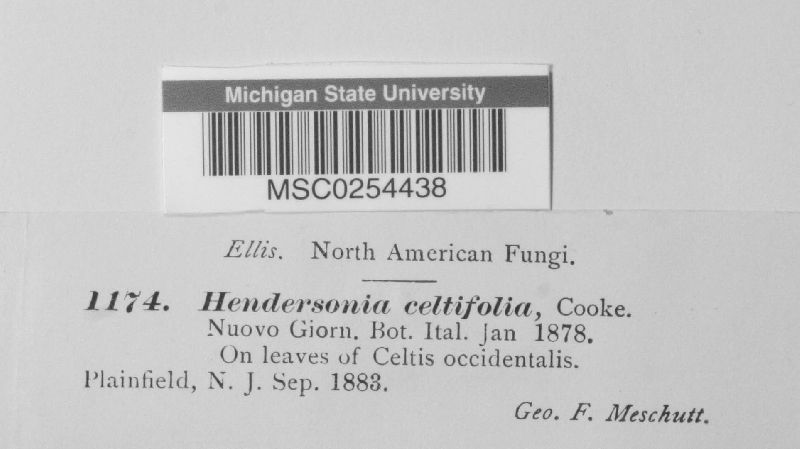 Michigan State University
MSC0254438
Ellis. North American Fungi.
1174. Hendersonia celtifolia, Cooke.
Nuovo Giorn. Bot. Ital. Jan 1878.
On leaves of Celtis occidentalis.
Plainfield, N. J. Sep. 1883.
Geo. F. Meschutt.